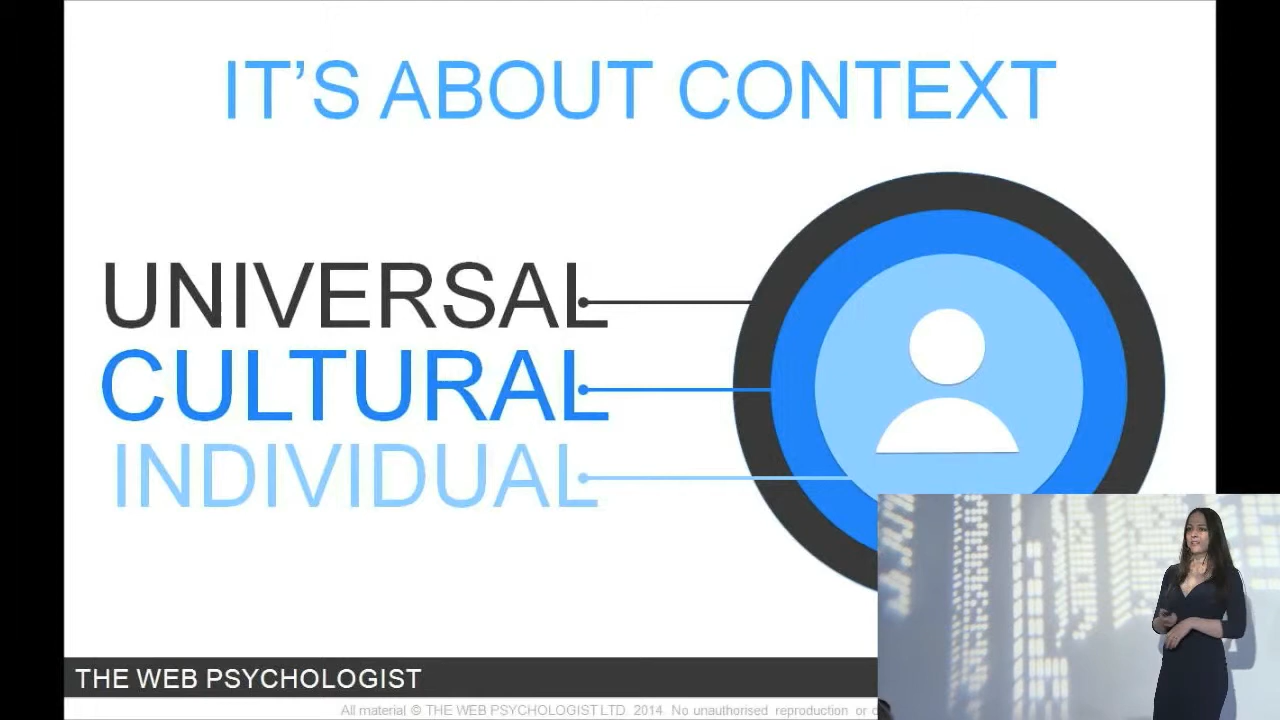 IT'S ABOUT CONTEXT
UNIVERSAL
CULTURAL
INDIVIDUAL
THE WEB PSYCHOLOGIST
All material © THE WEB PSYCHOLOGIST LTD 2014 No unauthorised reproduction or